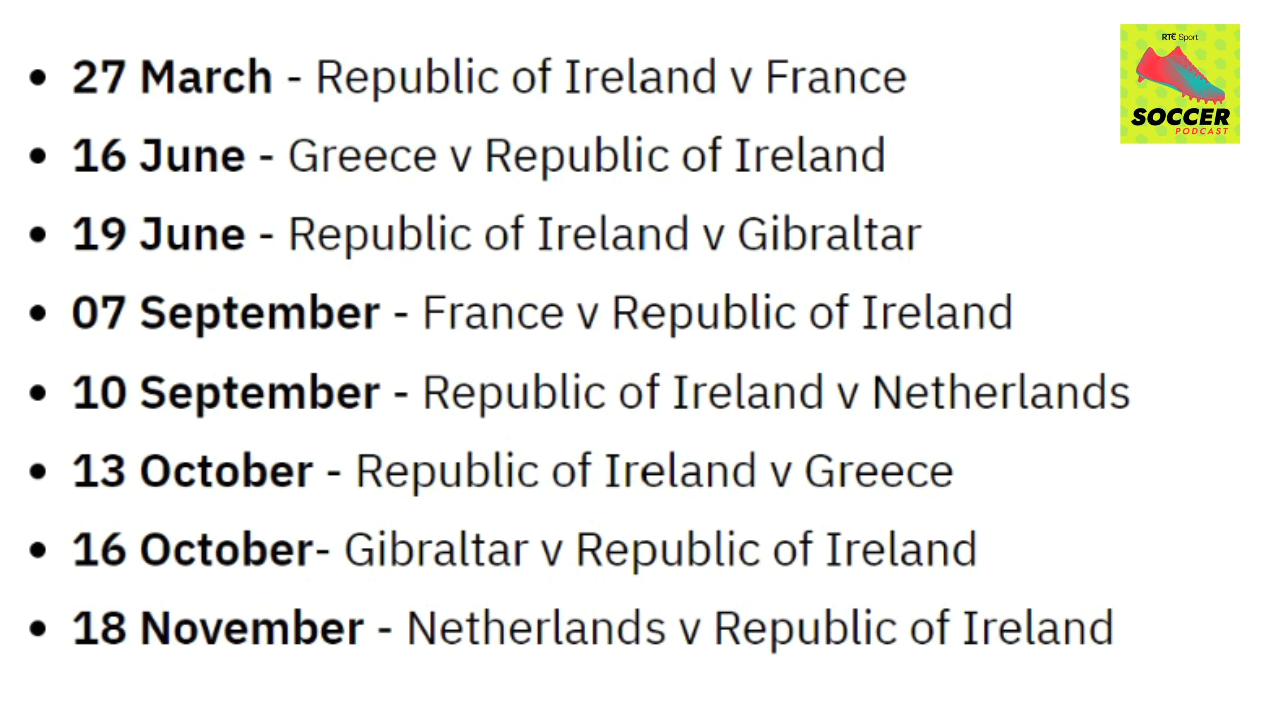 RTÉ Sport
SOCCER
PODCAST
• 27 March - Republic of Ireland v France
• 16 June - Greece v Republic of Ireland
• 19 June - Republic of Ireland v Gibraltar
• 07 September - France v Republic of Ireland
• 10 September - Republic of Ireland v Netherlands
• 13 October - Republic of Ireland v Greece
• 16 October- Gibraltar v Republic of Ireland
• 18 November - Netherlands v Republic of Ireland